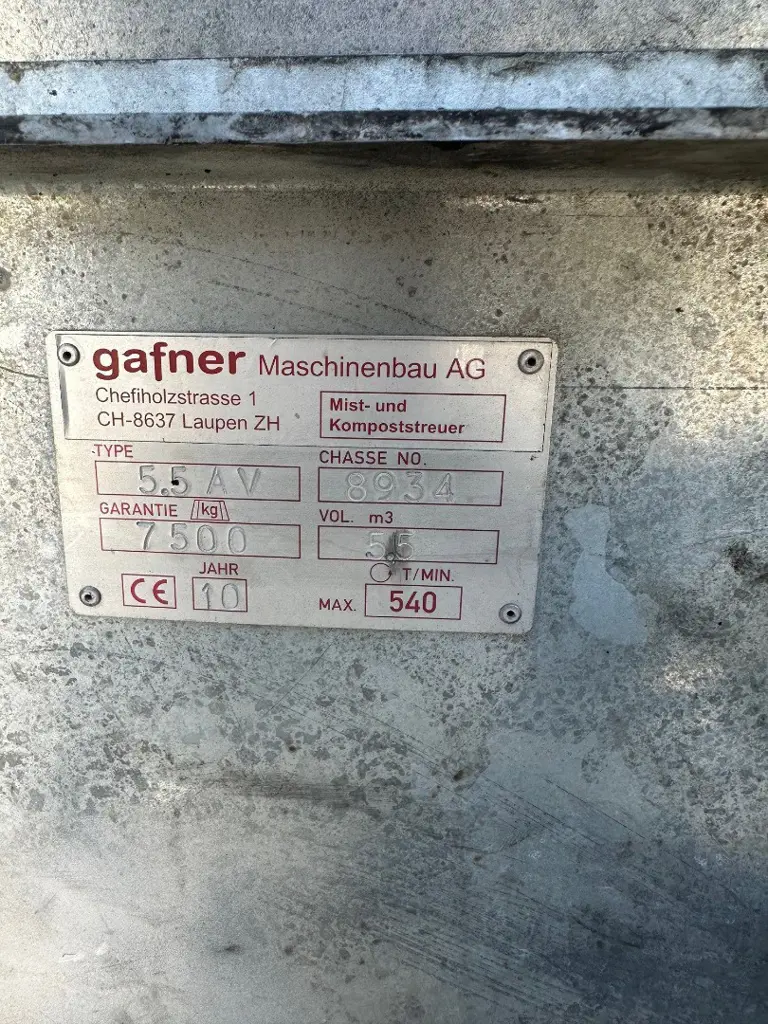 gafner Maschinenbau AG
Chefiholzstrasse 1
CH-8637 Laupen ZH
Mist- und
Kompoststreuer
TYPE
5.5 AV
CHASSE NO.
8934
GARANTIE kg
7500
VOL. m3
5.5
CE
JAHR
10
T/MIN.
MAX. 540